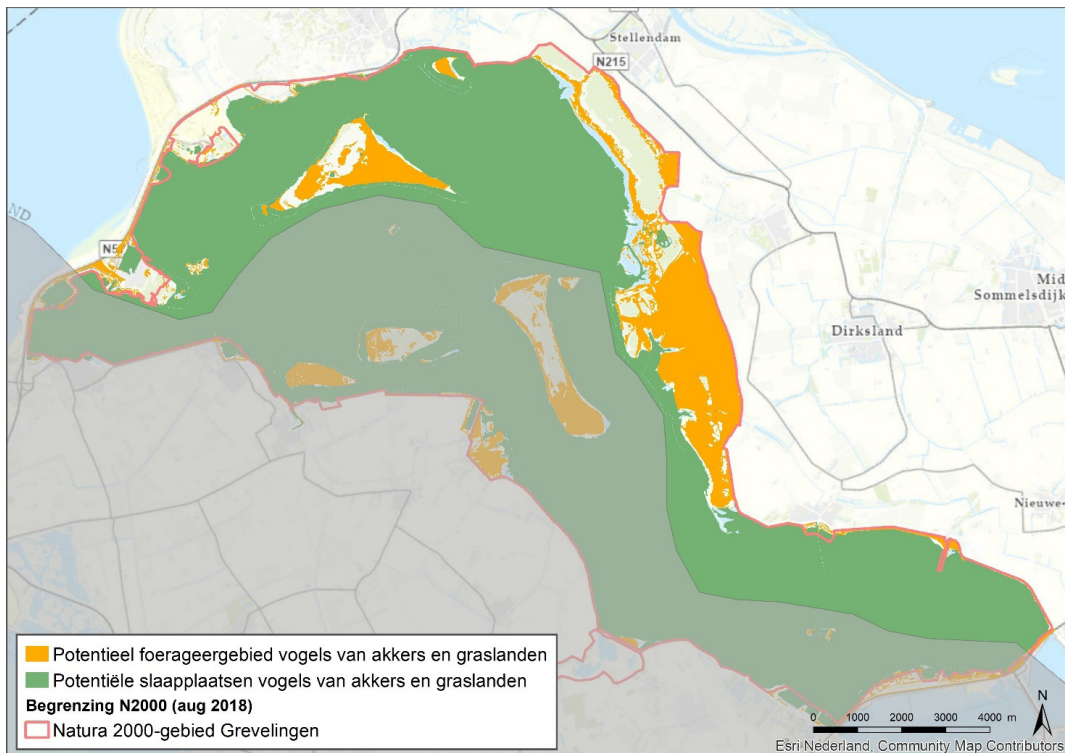 Stellendam
N215
ND
N5
Mid
Sommelsdijk
Dirksland
Nieuwe-
Potentieel foerageergebied vogels van akkers en graslanden
Potentiële slaapplaatsen vogels van akkers en graslanden
Begrenzing N2000 (aug 2018)
Natura 2000-gebied Grevelingen
N
0 1000 2000 3000 4000 m
Esri Nederland, Community Map Contributors